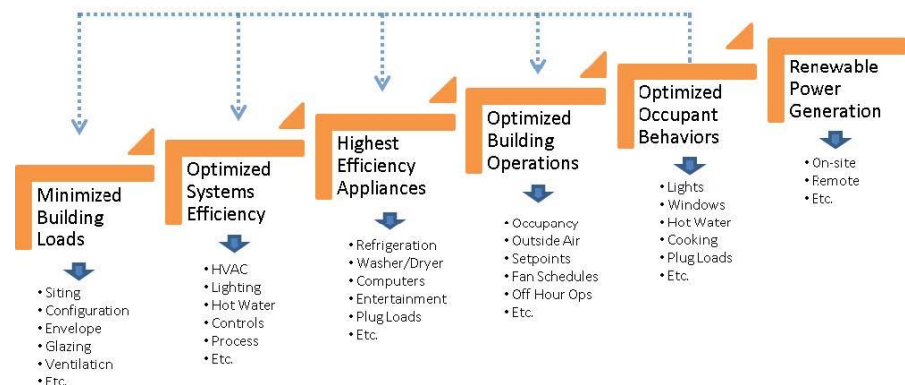 Minimized
Building
Loads
• Siting
• Configuration
• Envelope
• Glazing
• Ventilation
• Etc.
Optimized
Systems
Efficiency
• HVAC
• Lighting
• Hot Water
• Controls
• Process
• Etc.
Highest
Efficiency
Appliances
• Refrigeration
• Washer/Dryer
• Computers
• Entertainment
• Plug Loads
• Etc.
Optimized
Building
Operations
• Occupancy
• Outside Air
• Setpoints
• Fan Schedules
• Off Hour Ops
• Etc.
Optimized
Occupant
Behaviors
• Lights
• Windows
• Hot Water
• Cooking
• Plug Loads
• Etc.
Renewable
Power
Generation
• On-site
• Remote
• Etc.